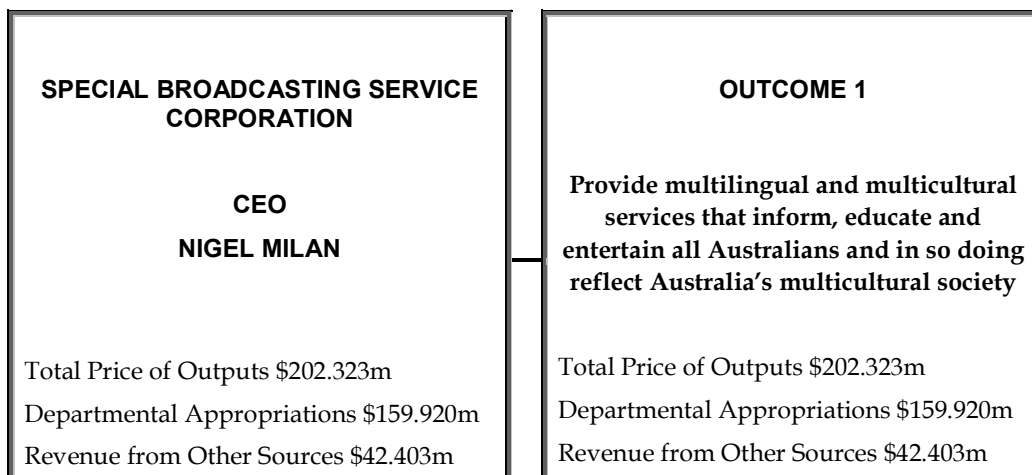 SPECIAL BROADCASTING SERVICE
CORPORATION
CEO
NIGEL MILAN
Total Price of Outputs $202.323m
Departmental Appropriations $159.920m
Revenue from Other Sources $42.403m
OUTCOME 1
Provide multilingual and multicultural
services that inform, educate and
entertain all Australians and in so doing
reflect Australia’s multicultural society
Total Price of Outputs $202.323m
Departmental Appropriations $159.920m
Revenue from Other Sources $42.403m